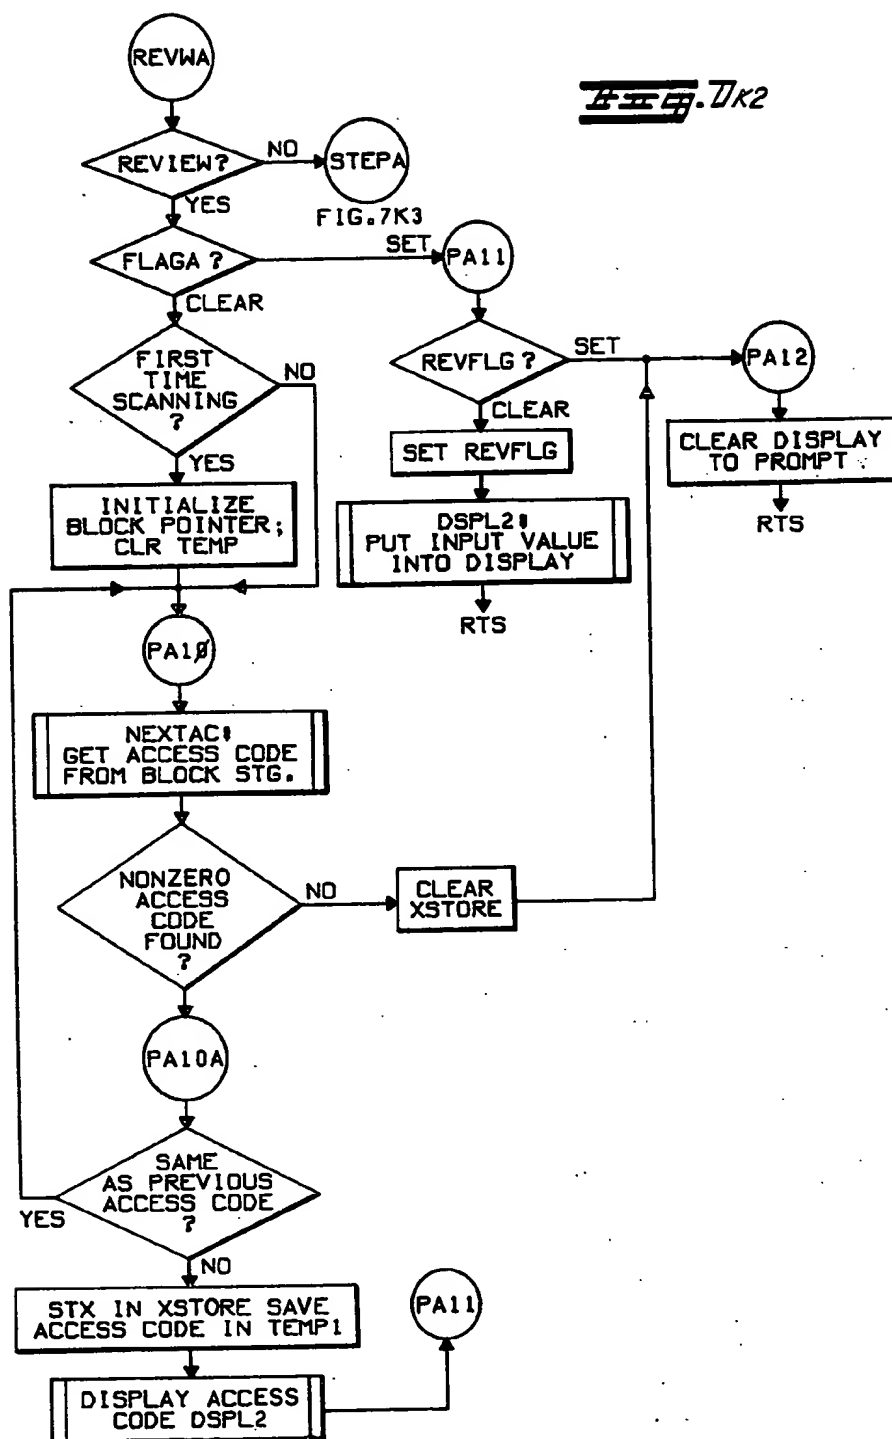 REVWA
Fig. 7K2
REVIEW?
NO
STEPA
FIG.7K3
YES
FLAGA?
SET
PA11
CLEAR
FIRST
TIME
SCANNING
?
NO
YES
REVFLG?
SET
PA12
CLEAR
SET REVFLG
CLEAR DISPLAY
TO PROMPT
RTS
INITIALIZE
BLOCK POINTER;
CLR TEMP
DSPL2:
PUT INPUT VALUE
INTO DISPLAY
RTS
PA10
NEXTAC:
GET ACCESS CODE
FROM BLOCK STG.
NONZERO
ACCESS
CODE
FOUND
?
NO
CLEAR
XSTORE
PA10A
SAME
AS PREVIOUS
ACCESS CODE
?
YES
NO
STX IN XSTORE SAVE
ACCESS CODE IN TEMP1
PA11
DISPLAY ACCESS
CODE DSPL2